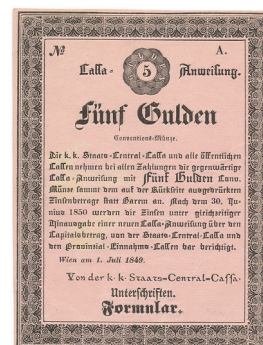 № A.
Cassa = 5 Anweisung.
Fünf Gulden
Conventions-Münze.
Die k. k. Staats-Central-Cassa und alle öffentlichen
Cassen nehmen bei allen Zahlungen die gegenwärtige
Cassa-Anweisung mit Fünf Gulden Conv.
Münze sammt dem auf der Rückseite ausgedrückten
Zinsenbetrage statt Barem an. Nach dem 30. Ju-
nius 1850 werden die Zinsen unter gleichzeitiger
Hinausgabe einer neuen Cassa-Anweisung über den
Capitalsbetrag, von der Staats-Central-Cassa und
den Provinzial-Einnahms-Cassen bar berichtigt.
Wien am 1. Juli 1849.
Von der k-k-Staats-Central-Cassa.
Unterschriften.
Formular.